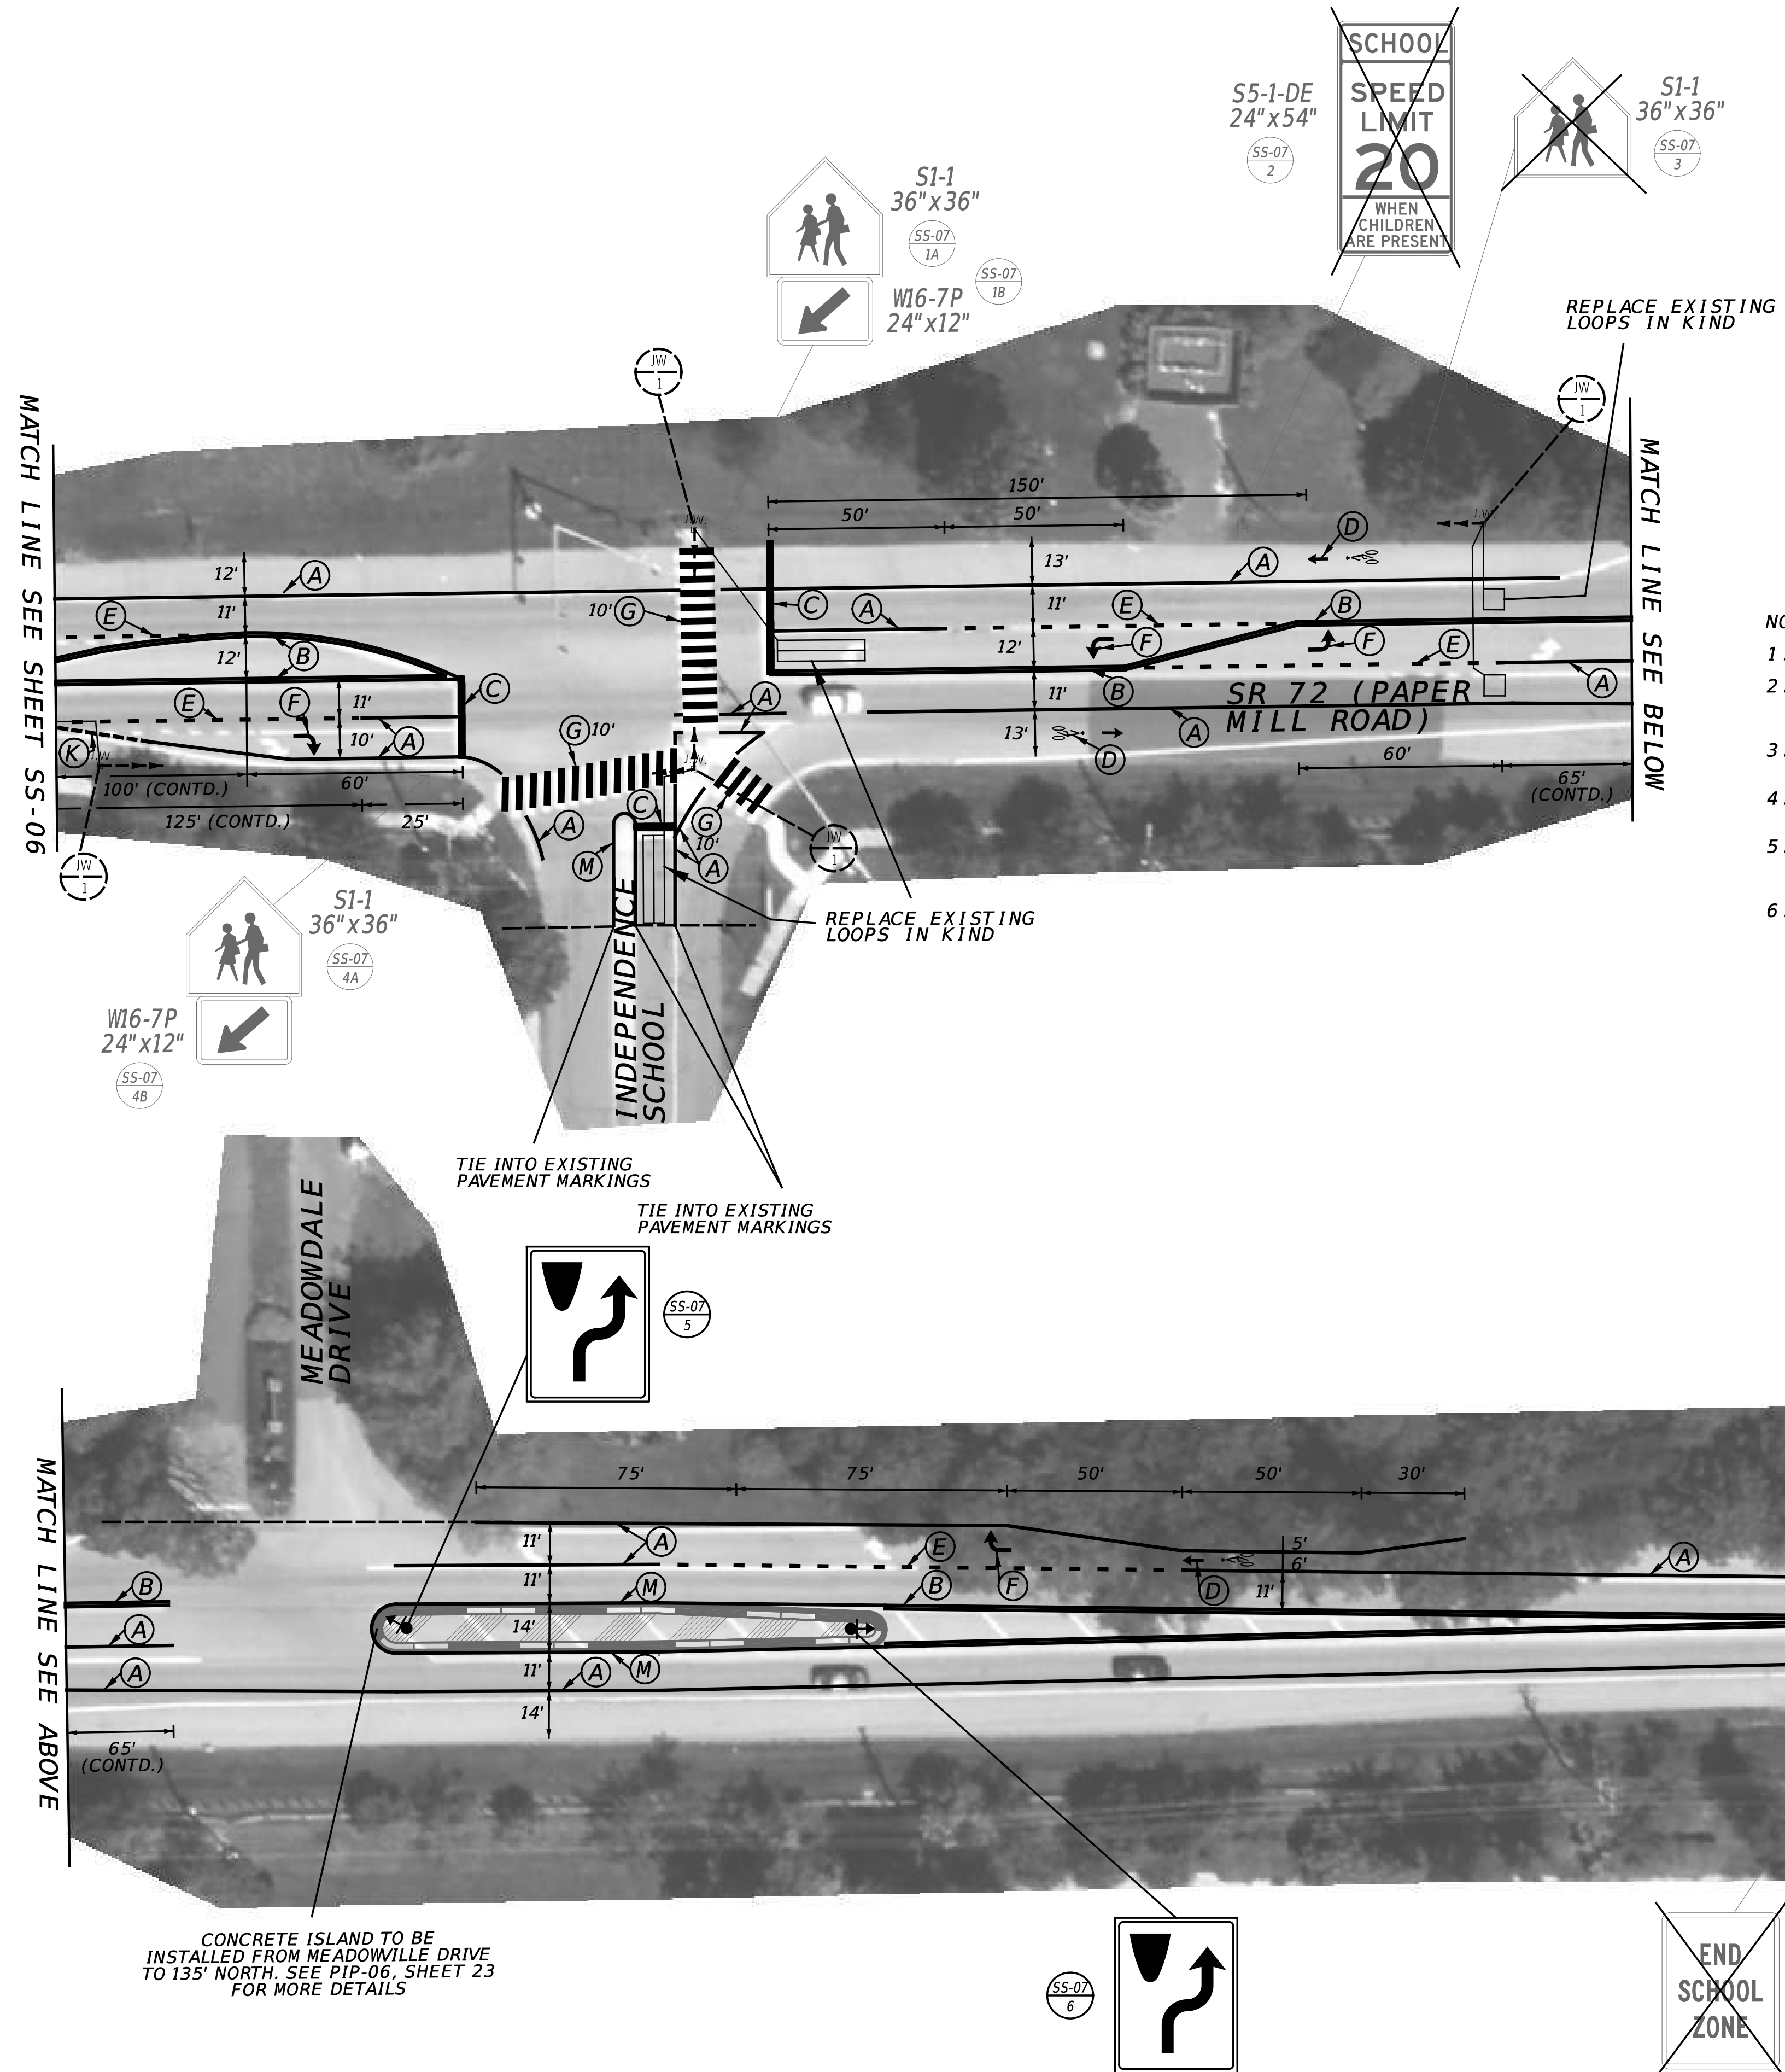 SCHOOL
SPEED
LIMIT
20
WHEN
CHILDREN
ARE PRESENT
S5-1-DE
24"x54"
SS-07
2
S1-1
36"x36"
SS-07
3
S1-1
36"x36"
SS-07
1A
SS-07
1B
W16-7P
24"x12"
REPLACE EXISTING
LOOPS IN KIND
JW
1
JW
1
MATCH LINE SEE SHEET SS-06
MATCH LINE SEE BELOW
150'
50'
50'
J.W.
J.W.
D
12'
A
13'
A
11'
E
10'
G
C
A
11'
E
B
12'
B
12'
F
F
E
E
F
11'
C
A
11'
B
A
SR 72 (PAPER
MILL ROAD)
K
J.W.
10'
A
G
10'
J.W.
13'
D
A
60'
65'
(CONTD.)
100' (CONTD.)
60'
125' (CONTD.)
25'
A
C
G
10'
M
A
JW
1
JW
1
REPLACE EXISTING
LOOPS IN KIND
INDEPENDENCE
SCHOOL
S1-1
36"x36"
SS-07
4A
W16-7P
24"x12"
SS-07
4B
TIE INTO EXISTING
PAVEMENT MARKINGS
TIE INTO EXISTING
PAVEMENT MARKINGS
NO
1.
2.
3.
4.
5.
6.
MEADOWDALE
DRIVE
SS-07
5
MATCH LINE SEE ABOVE
75'
75'
50'
50'
30'
11'
A
E
5'
6'
A
B
11'
M
B
F
D
11'
A
14'
A
11'
A
M
14'
65'
(CONTD.)
CONCRETE ISLAND TO BE
INSTALLED FROM MEADOWVILLE DRIVE
TO 135' NORTH. SEE PIP-06, SHEET 23
FOR MORE DETAILS
SS-07
6
END
SCHOOL
ZONE